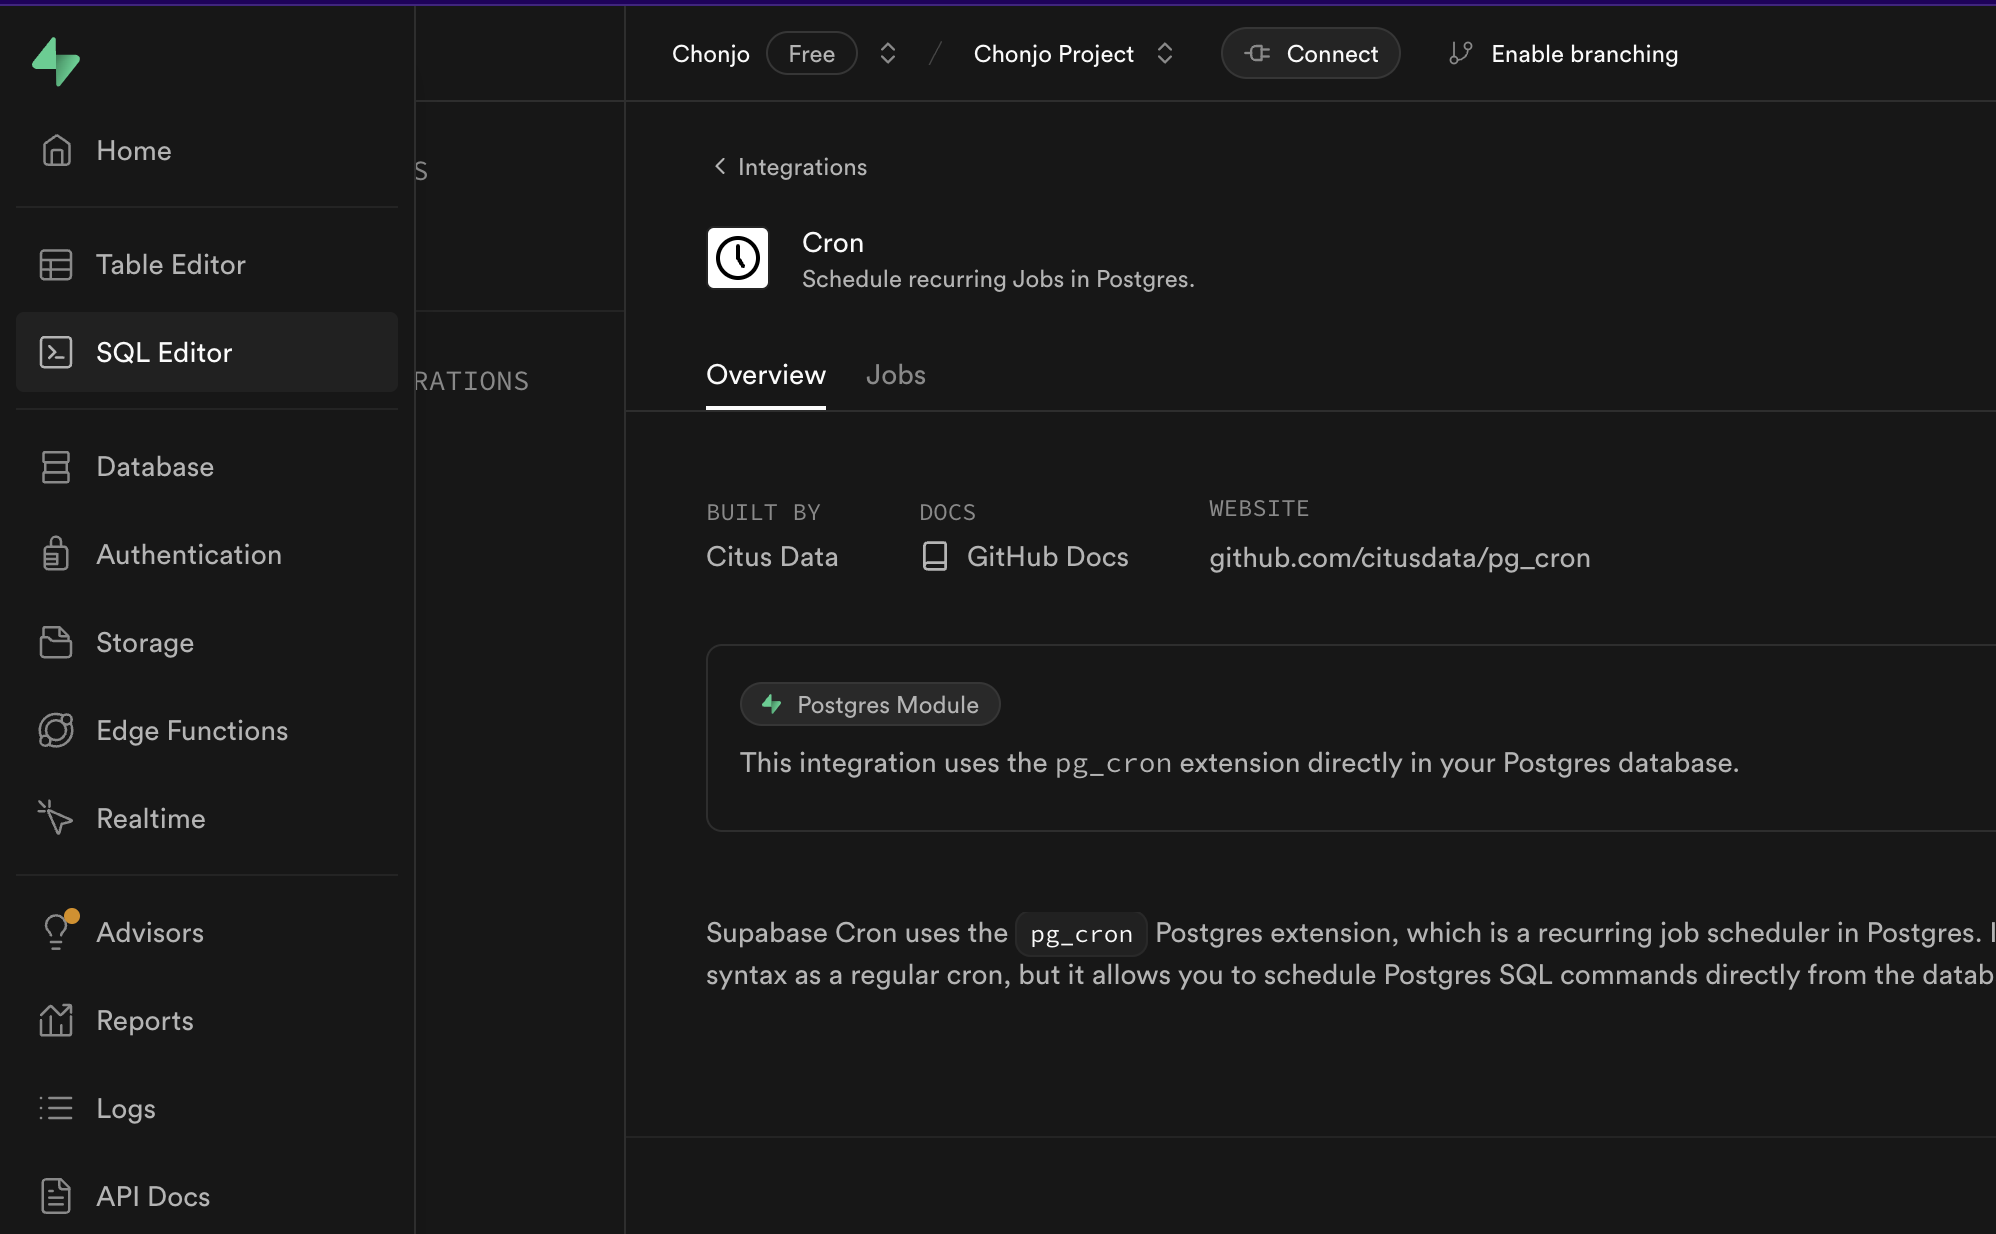 Chonjo Free / Chonjo Project Connect Enable branching
Home
Table Editor
SQL Editor
Database
Authentication
Storage
Edge Functions
Realtime
Advisors
Reports
Logs
API Docs
S
RATIONS
Integrations
Cron
Schedule recurring Jobs in Postgres.
Overview Jobs
BUILT BY
Citus Data
DOCS
GitHub Docs
WEBSITE
github.com/citusdata/pg_cron
Postgres Module
This integration uses the pg_cron extension directly in your Postgres database.
Supabase Cron uses the pg_cron Postgres extension, which is a recurring job scheduler in Postgres.
syntax as a regular cron, but it allows you to schedule Postgres SQL commands directly from the datab